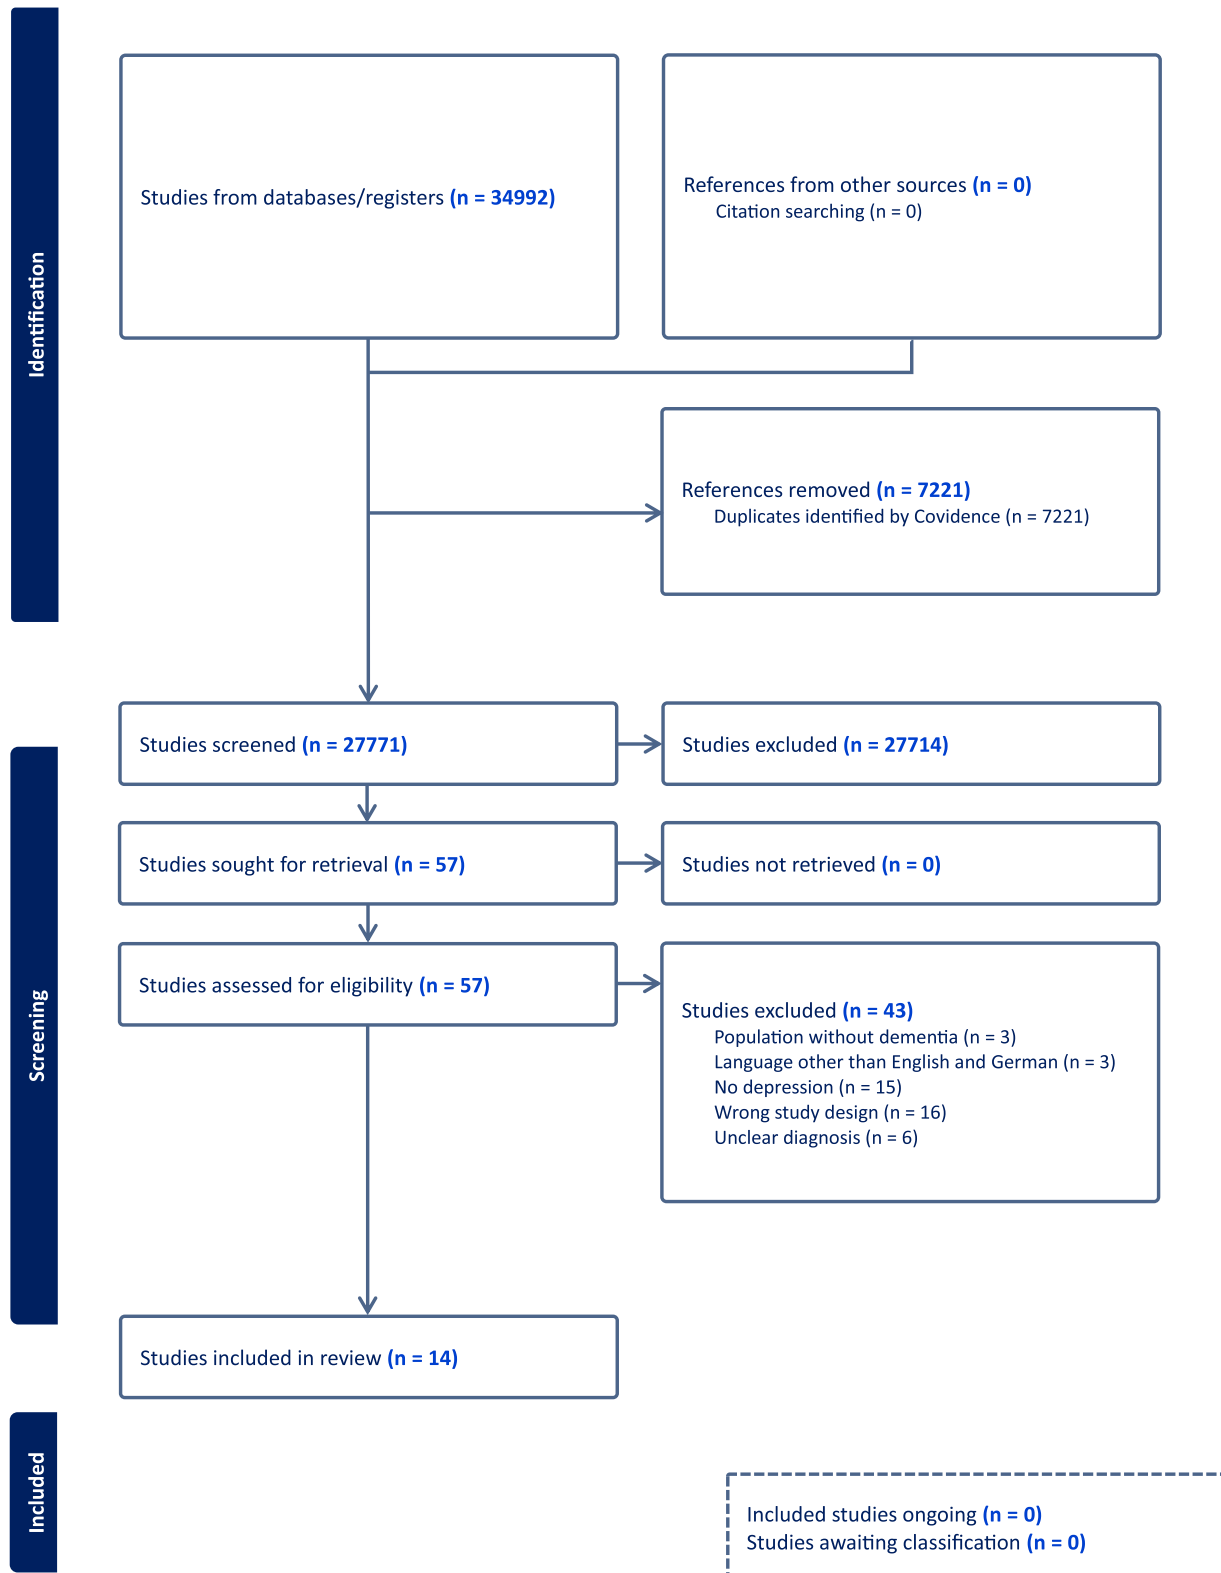 Identification
Studies from databases/registers (n = 34992)
References from other sources (n = 0)
Citation searching (n = 0)
References removed (n = 7221)
Duplicates identified by Covidence (n = 7221)
Screening
Studies screened (n = 27771)
Studies excluded (n = 27714)
Studies sought for retrieval (n = 57)
Studies not retrieved (n = 0)
Studies assessed for eligibility (n = 57)
Studies excluded (n = 43)
Population without dementia (n = 3)
Language other than English and German (n = 3)
No depression (n = 15)
Wrong study design (n = 16)
Unclear diagnosis (n = 6)
Studies included in review (n = 14)
Included
Included studies ongoing (n = 0)
Studies awaiting classification (n = 0)